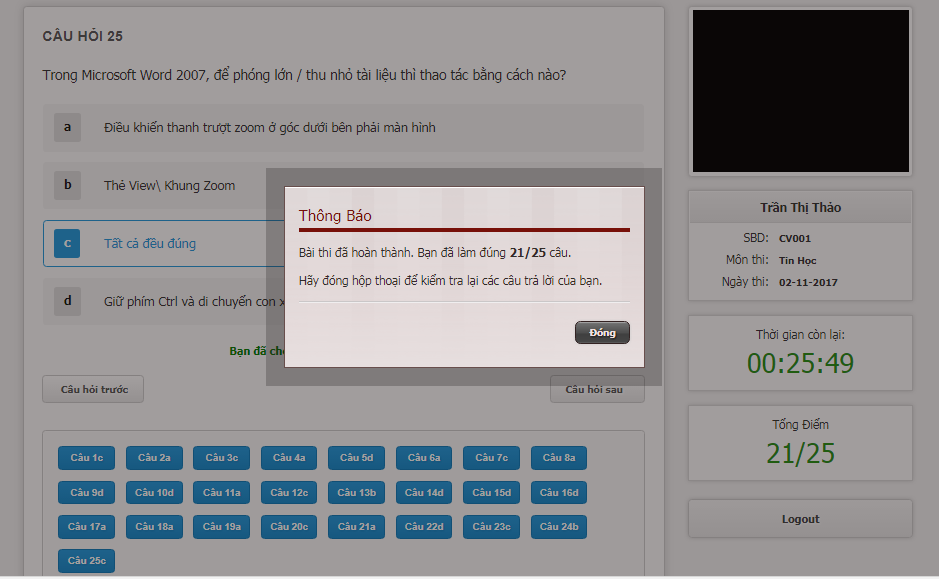 CÂU HỎI 25
Trong Microsoft Word 2007, để phóng lớn / thu nhỏ tài liệu thì thao tác bằng cách nào?
a Điều khiển thanh trượt zoom ở góc dưới bên phải màn hình
b Thẻ View\ Khung Zoom
c Tất cả đều đúng
d Giữ phím Ctrl và di chuyển con
Bạn đã
Câu hỏi trước
Câu hỏi sau
Câu 1c Câu 2a Câu 3c Câu 4a Câu 5d Câu 6a Câu 7c Câu 8a
Câu 9d Câu 10d Câu 11a Câu 12c Câu 13b Câu 14d Câu 15d Câu 16d
Câu 17a Câu 18a Câu 19a Câu 20c Câu 21a Câu 22d Câu 23c Câu 24b
Câu 25c
Thông Báo
Bài thi đã hoàn thành. Bạn đã làm đúng 21/25 câu.
Hãy đóng hộp thoại để kiểm tra lại các câu trả lời của bạn.
Đóng
Trần Thị Thảo
SBD: CV001
Môn thi: Tin Học
Ngày thi: 02-11-2017
Thời gian còn lại:
00:25:49
Tổng Điểm
21/25
Logout